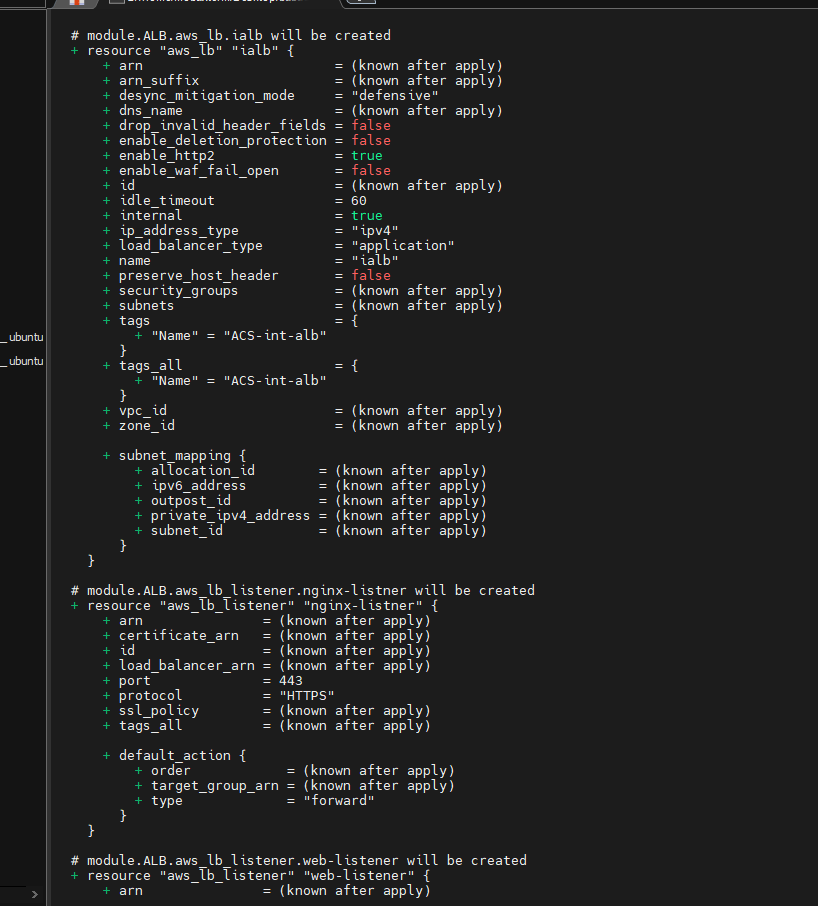 # module.ALB.aws_lb.ialb will be created
+ resource "aws_lb" "ialb" {
+ arn = (known after apply)
+ arn_suffix = (known after apply)
+ desync_mitigation_mode = "defensive"
+ dns_name = (known after apply)
+ drop_invalid_header_fields = false
+ enable_deletion_protection = false
+ enable_http2 = true
+ enable_waf_fail_open = false
+ id = (known after apply)
+ idle_timeout = 60
+ internal = true
+ ip_address_type = "ipv4"
+ load_balancer_type = "application"
+ name = "ialb"
+ preserve_host_header = false
+ security_groups = (known after apply)
+ subnets = (known after apply)
+ tags = {
+ "Name" = "ACS-int-alb"
}
+ tags_all = {
+ "Name" = "ACS-int-alb"
}
+ vpc_id = (known after apply)
+ zone_id = (known after apply)
+ subnet_mapping {
+ allocation_id = (known after apply)
+ ipv6_address = (known after apply)
+ outpost_id = (known after apply)
+ private_ipv4_address = (known after apply)
+ subnet_id = (known after apply)
}
}
# module.ALB.aws_lb_listener.nginx-listner will be created
+ resource "aws_lb_listener" "nginx-listner" {
+ arn = (known after apply)
+ certificate_arn = (known after apply)
+ id = (known after apply)
+ load_balancer_arn = (known after apply)
+ port = 443
+ protocol = "HTTPS"
+ ssl_policy = (known after apply)
+ tags_all = (known after apply)
+ default_action {
+ order = (known after apply)
+ target_group_arn = (known after apply)
+ type = "forward"
}
}
# module.ALB.aws_lb_listener.web-listener will be created
+ resource "aws_lb_listener" "web-listener" {
+ arn = (known after apply)
_ubuntu
_ubuntu